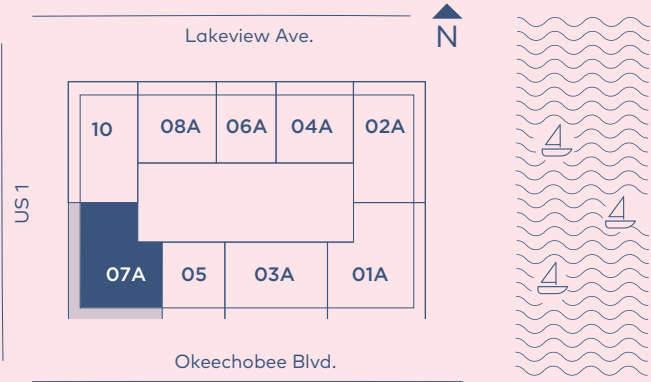 Lakeview Ave.
N
US 1
10
08A
06A
04A
02A
07A
05
03A
01A
Okeechobee Blvd.